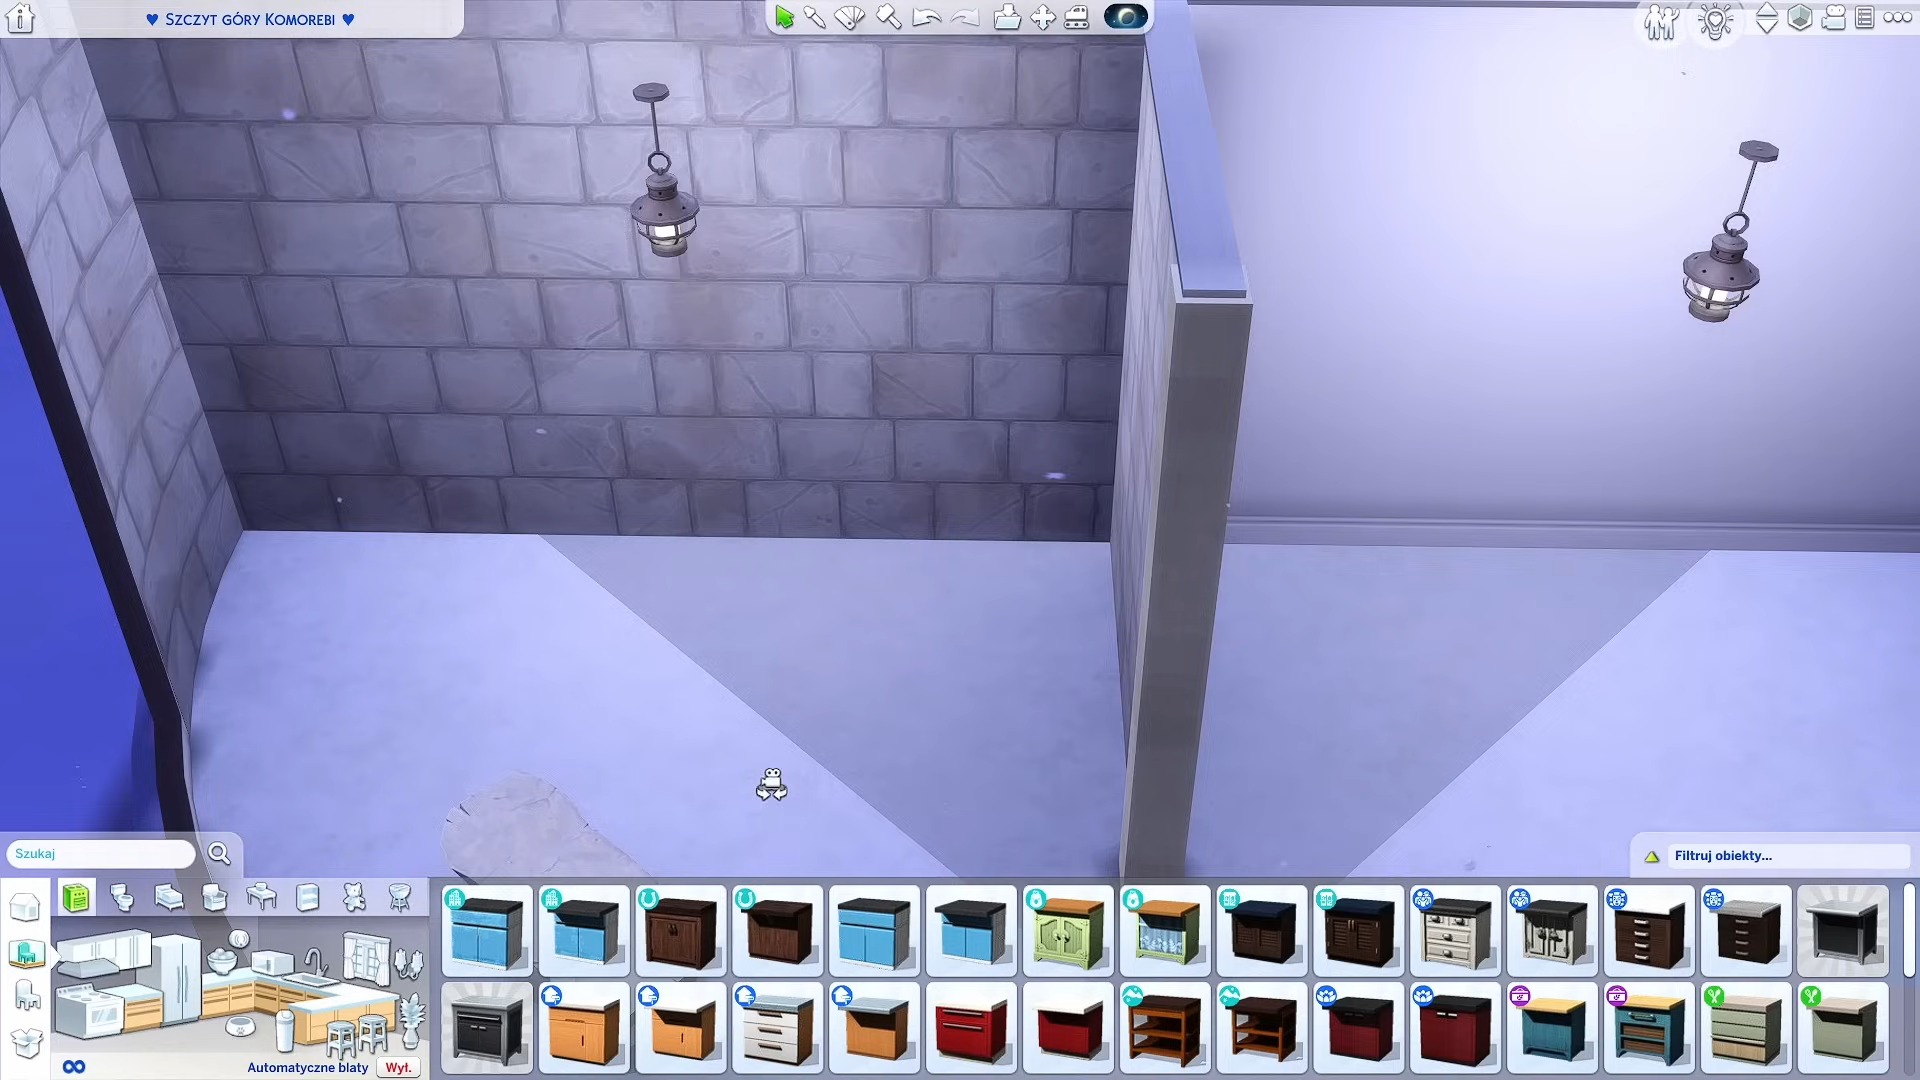 ♥ Szczyt góry Komorebi ♥
Szukaj
Filtruj obiekty...
Automatyczne blaty
Wył.